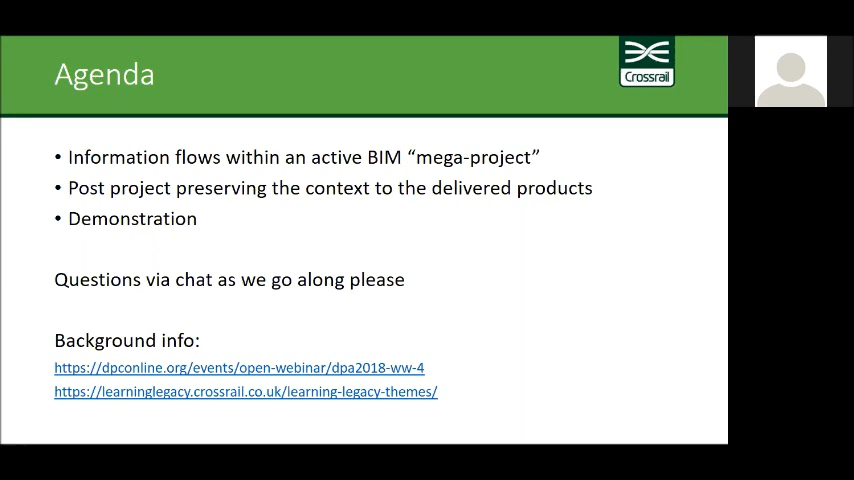 Agenda
Crossrail
• Information flows within an active BIM “mega-project”
• Post project preserving the context to the delivered products
• Demonstration
Questions via chat as we go along please
Background info:
https://dpconline.org/events/open-webinar/dpa2018-ww-4
https://learninglegacy.crossrail.co.uk/learning-legacy-themes/